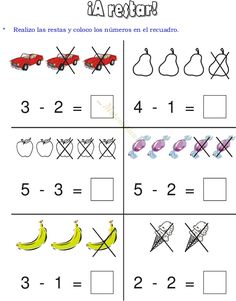 ¡A restar!
• Realizo las restas y coloco los números en el recuadro.
3 - 2 =
4 - 1 =
5 - 3 =
5 - 2 =
3 - 1 =
2 - 2 =